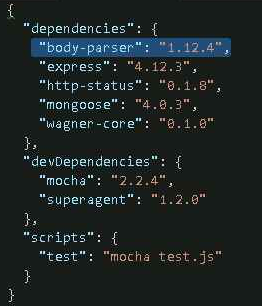 {
"dependencies": {
"body-parser": "1.12.4",
"express": "4.12.3",
"http-status": "0.1.8",
"mongoose": "4.0.3",
"wagner-core": "0.1.0"
},
"devDependencies": {
"mocha": "2.2.4",
"superagent": "1.2.0"
},
"scripts": {
"test": "mocha test.js"
}
}